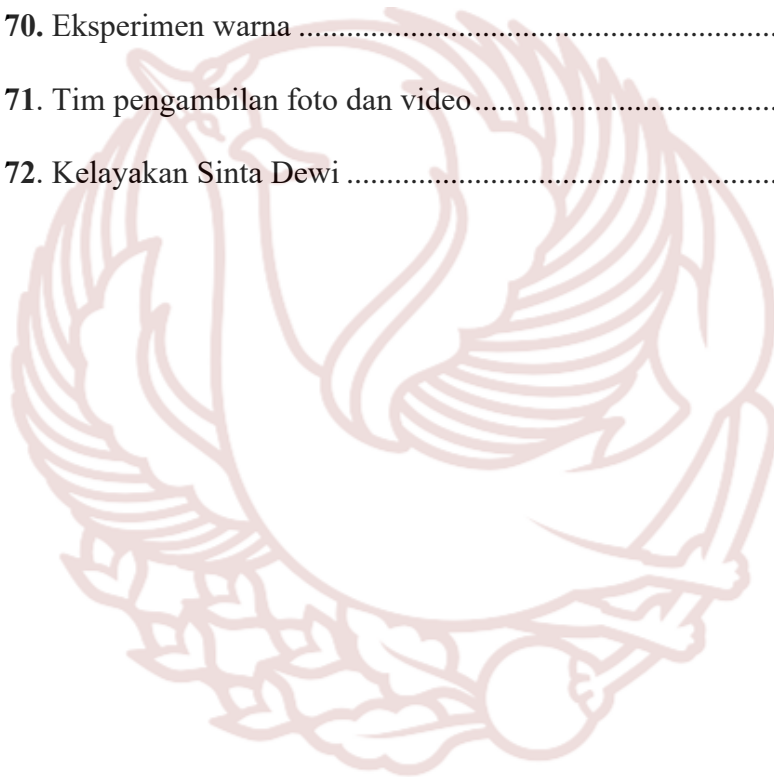 70. Eksperimen warna ............................................................
71. Tim pengambilan foto dan video......................................
72. Kelayakan Sinta Dewi ......................................................